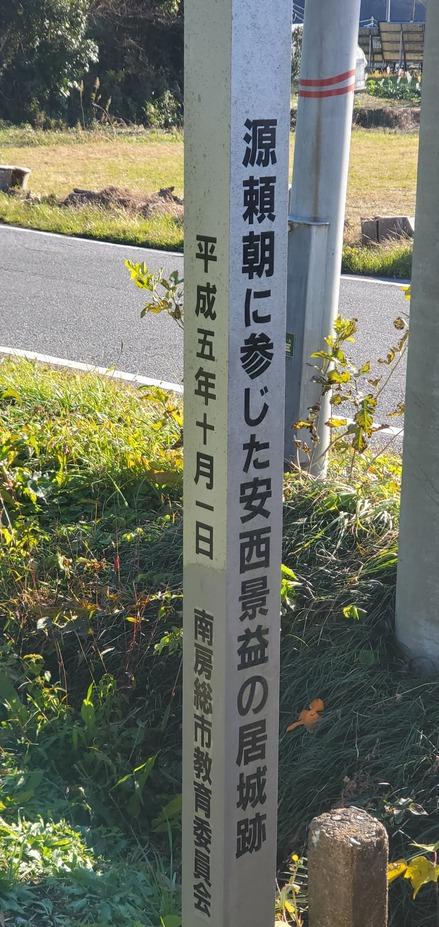 源頼朝に参じた安西景益の居城跡
平成五年十月一日
南房総市教育委員会